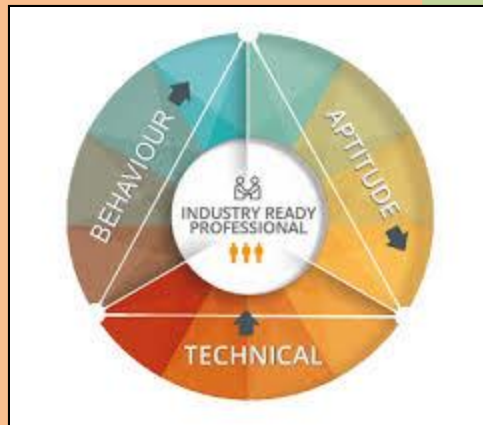 BEHAVIOUR
APTITUDE
INDUSTRY READY
PROFESSIONAL
TECHNICAL